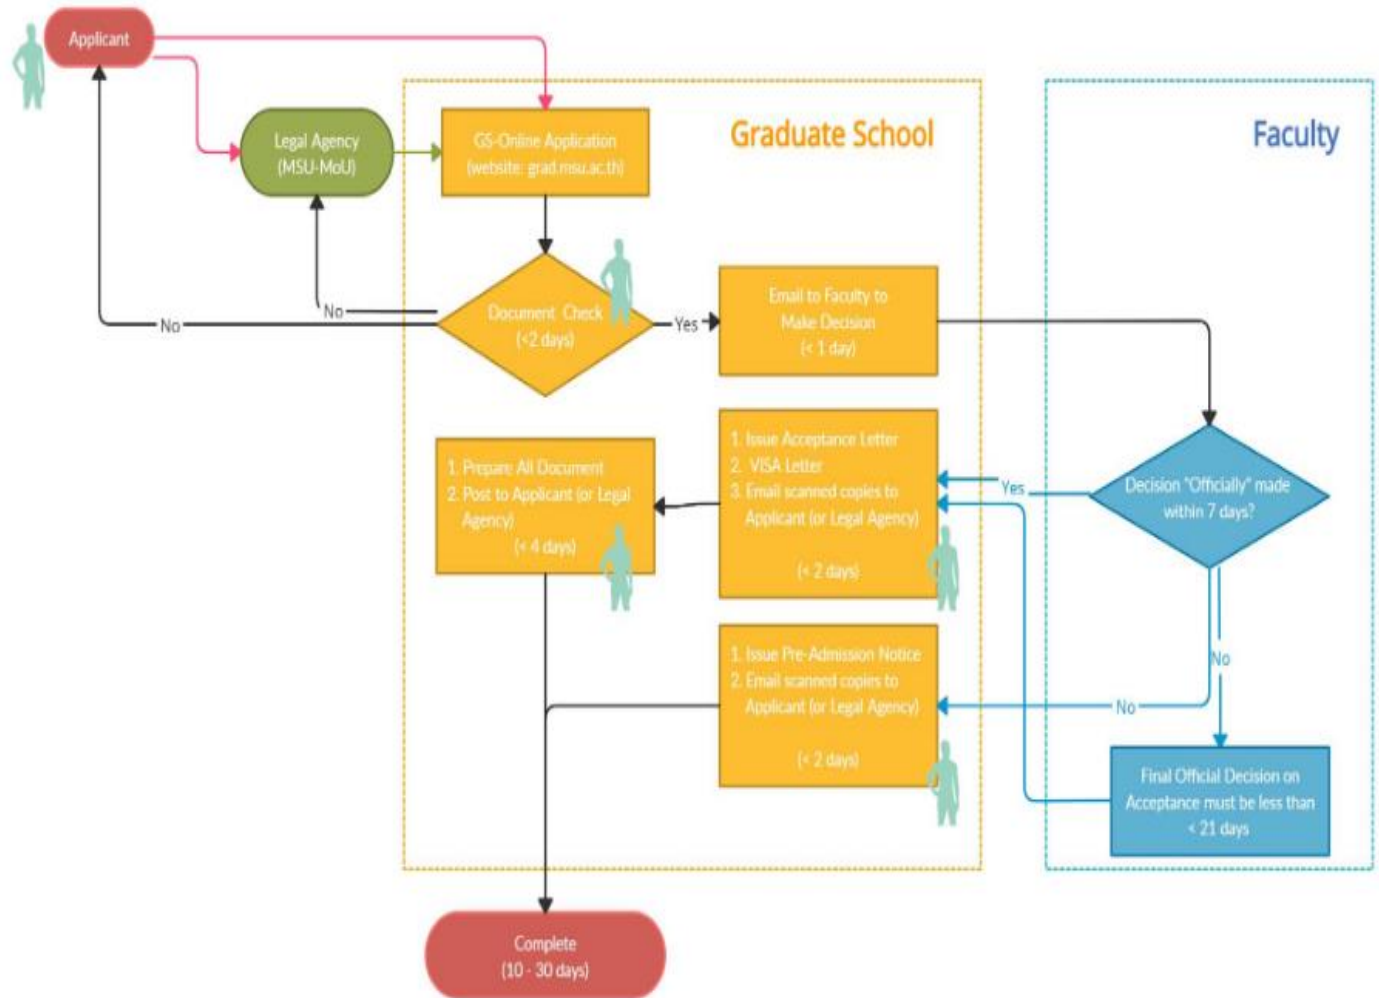 Applicant
Legal Agency
(MSU-MoU)
GS-Online Application
(website: grad.msu.ac.th)
Graduate School
Faculty
No
No
Document Check
(<2 days)
Yes
Email to Faculty to
Make Decision
(< 1 day)
1. Prepare All Document
2. Post to Applicant (or Legal
Agency)
(< 4 days)
1. Issue Acceptance Letter
2. VISA Letter
3. Email scanned copies to
Applicant (or Legal Agency)
(< 2 days)
Yes
Decision "Officially" made
within 7 days?
No
No
1. Issue Pre-Admission Notice
2. Email scanned copies to
Applicant (or Legal Agency)
(< 2 days)
Final Official Decision on
Acceptance must be less than
< 21 days
Complete
(10 - 30 days)